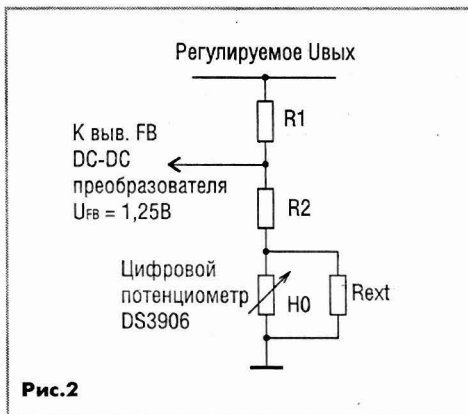 Регулируемое Uвых
R1
К выв. FB
DC-DC
преобразователя
UFB = 1,25В
R2
Цифровой
потенциометр
DS3906
H0
Rext
Рис.2